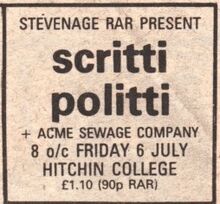 STEVENAGE RAR PRESENT
scritti
politti
+ ACME SEWAGE COMPANY
8 o/c FRIDAY 6 JULY
HITCHIN COLLEGE
£1.10 (90p RAR)